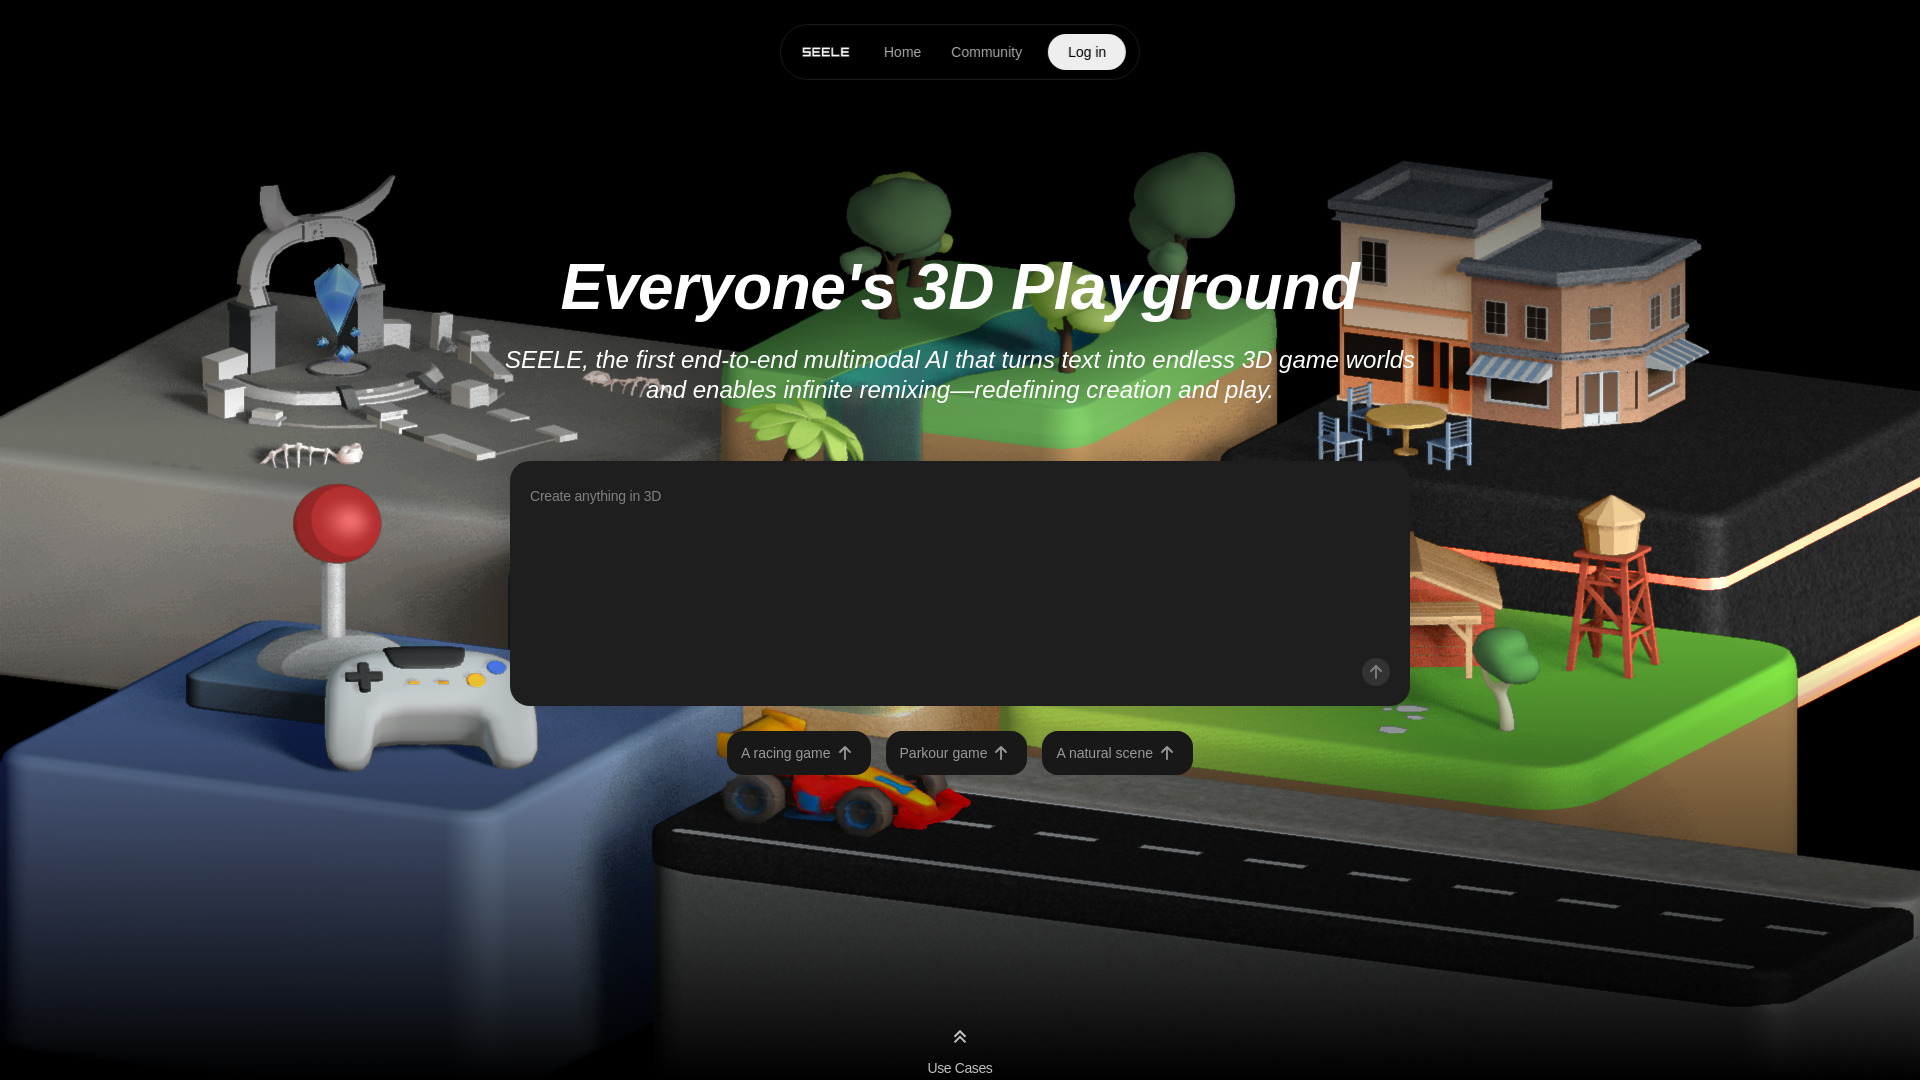 SEELE
Home
Community
Log in
Everyone's 3D Playground
SEELE, the first end-to-end multimodal AI that turns text into endless 3D game worlds
and enables infinite remixing—redefining creation and play.
Create anything in 3D
A racing game
Parkour game
A natural scene
Use Cases